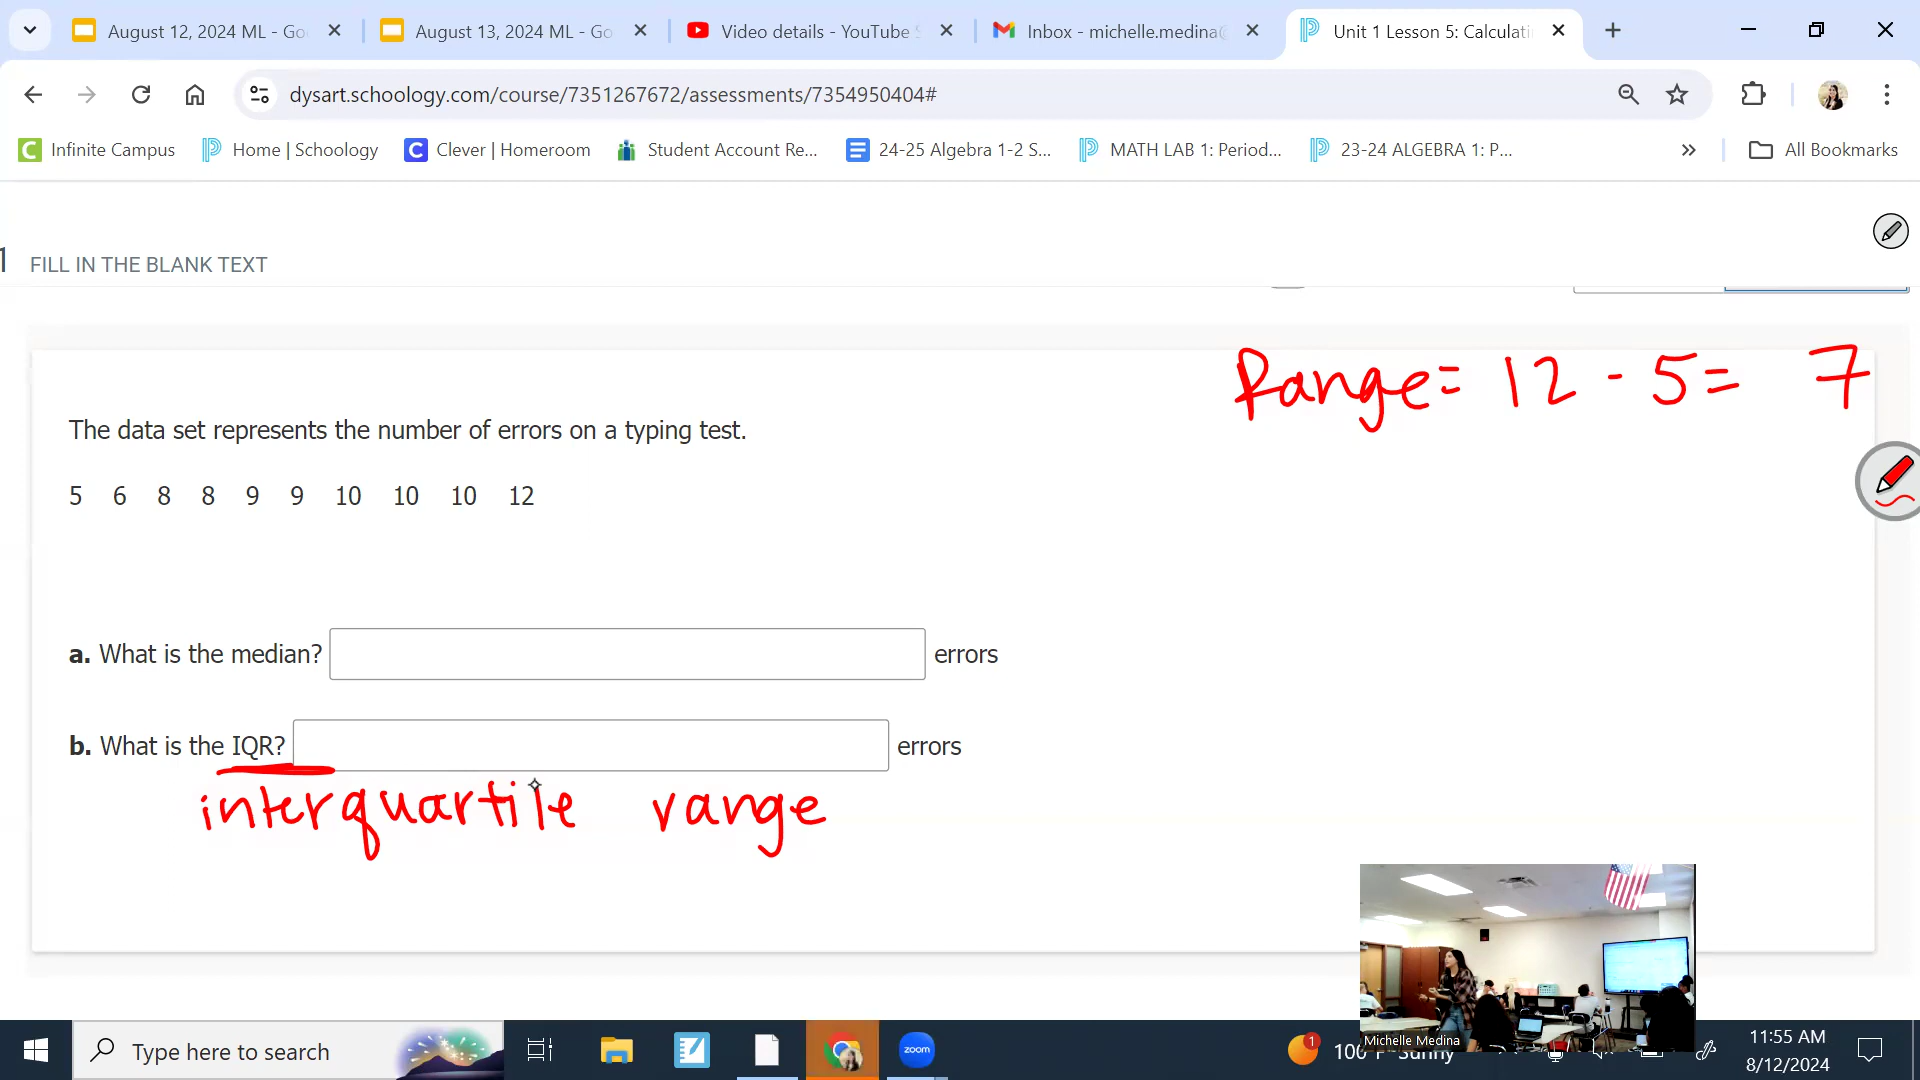 August 12, 2024 ML - Go
August 13, 2024 ML - Go
Video details - YouTube S
Inbox - michelle.medina@
Unit 1 Lesson 5: Calculati
dysart.schoology.com/course/7351267672/assessments/7354950404#
Infinite Campus
Home | Schoology
Clever | Homeroom
Student Account Re...
24-25 Algebra 1-2 S...
MATH LAB 1: Period...
23-24 ALGEBRA 1: P...
All Bookmarks
1 FILL IN THE BLANK TEXT
Range= 12 - 5= 7
The data set represents the number of errors on a typing test.
5 6 8 8 9 9 10 10 10 12
a. What is the median? errors
b. What is the IQR? errors
interquartile range
Michelle Medina
Type here to search
zoom
1
Sunny
11:55 AM
8/12/2024